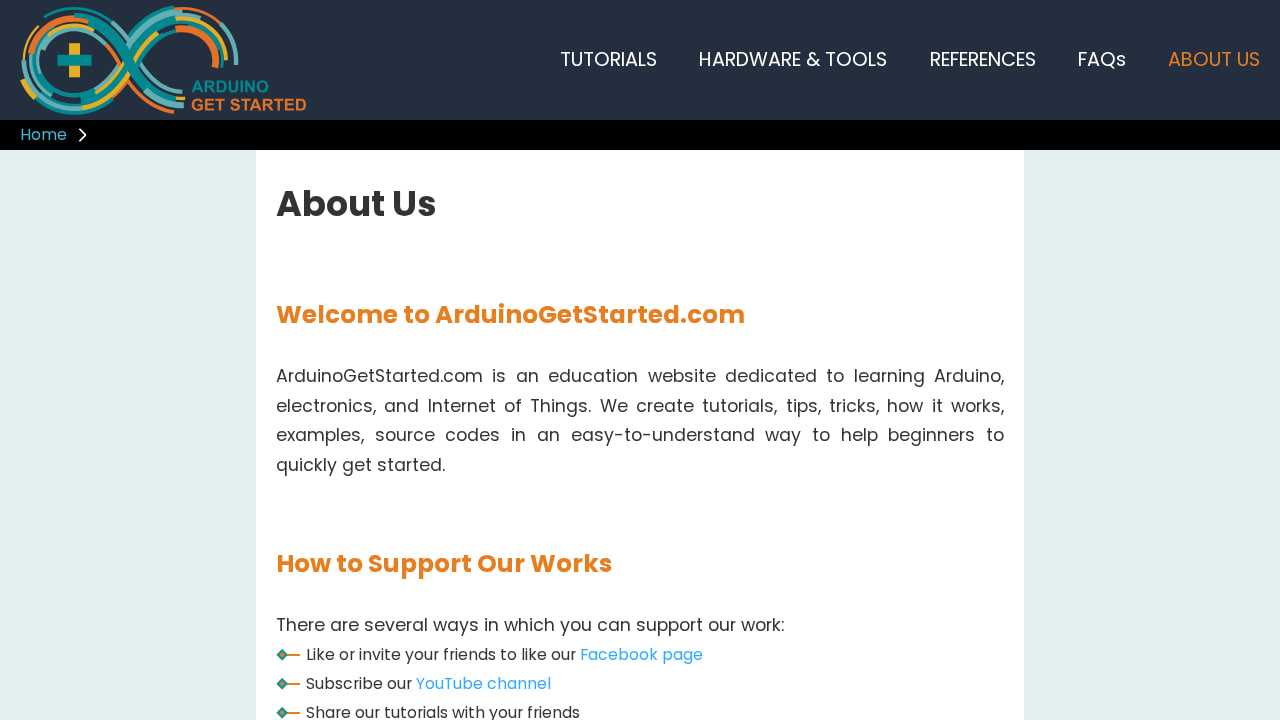 ARDUINO
GET STARTED
TUTORIALS HARDWARE & TOOLS REFERENCES FAQs ABOUT US
Home
About Us
Welcome to ArduinoGetStarted.com
ArduinoGetStarted.com is an education website dedicated to learning Arduino,
electronics, and Internet of Things. We create tutorials, tips, tricks, how it works,
examples, source codes in an easy-to-understand way to help beginners to
quickly get started.
How to Support Our Works
There are several ways in which you can support our work:
Like or invite your friends to like our Facebook page
Subscribe our YouTube channel
Share our tutorials with your friends